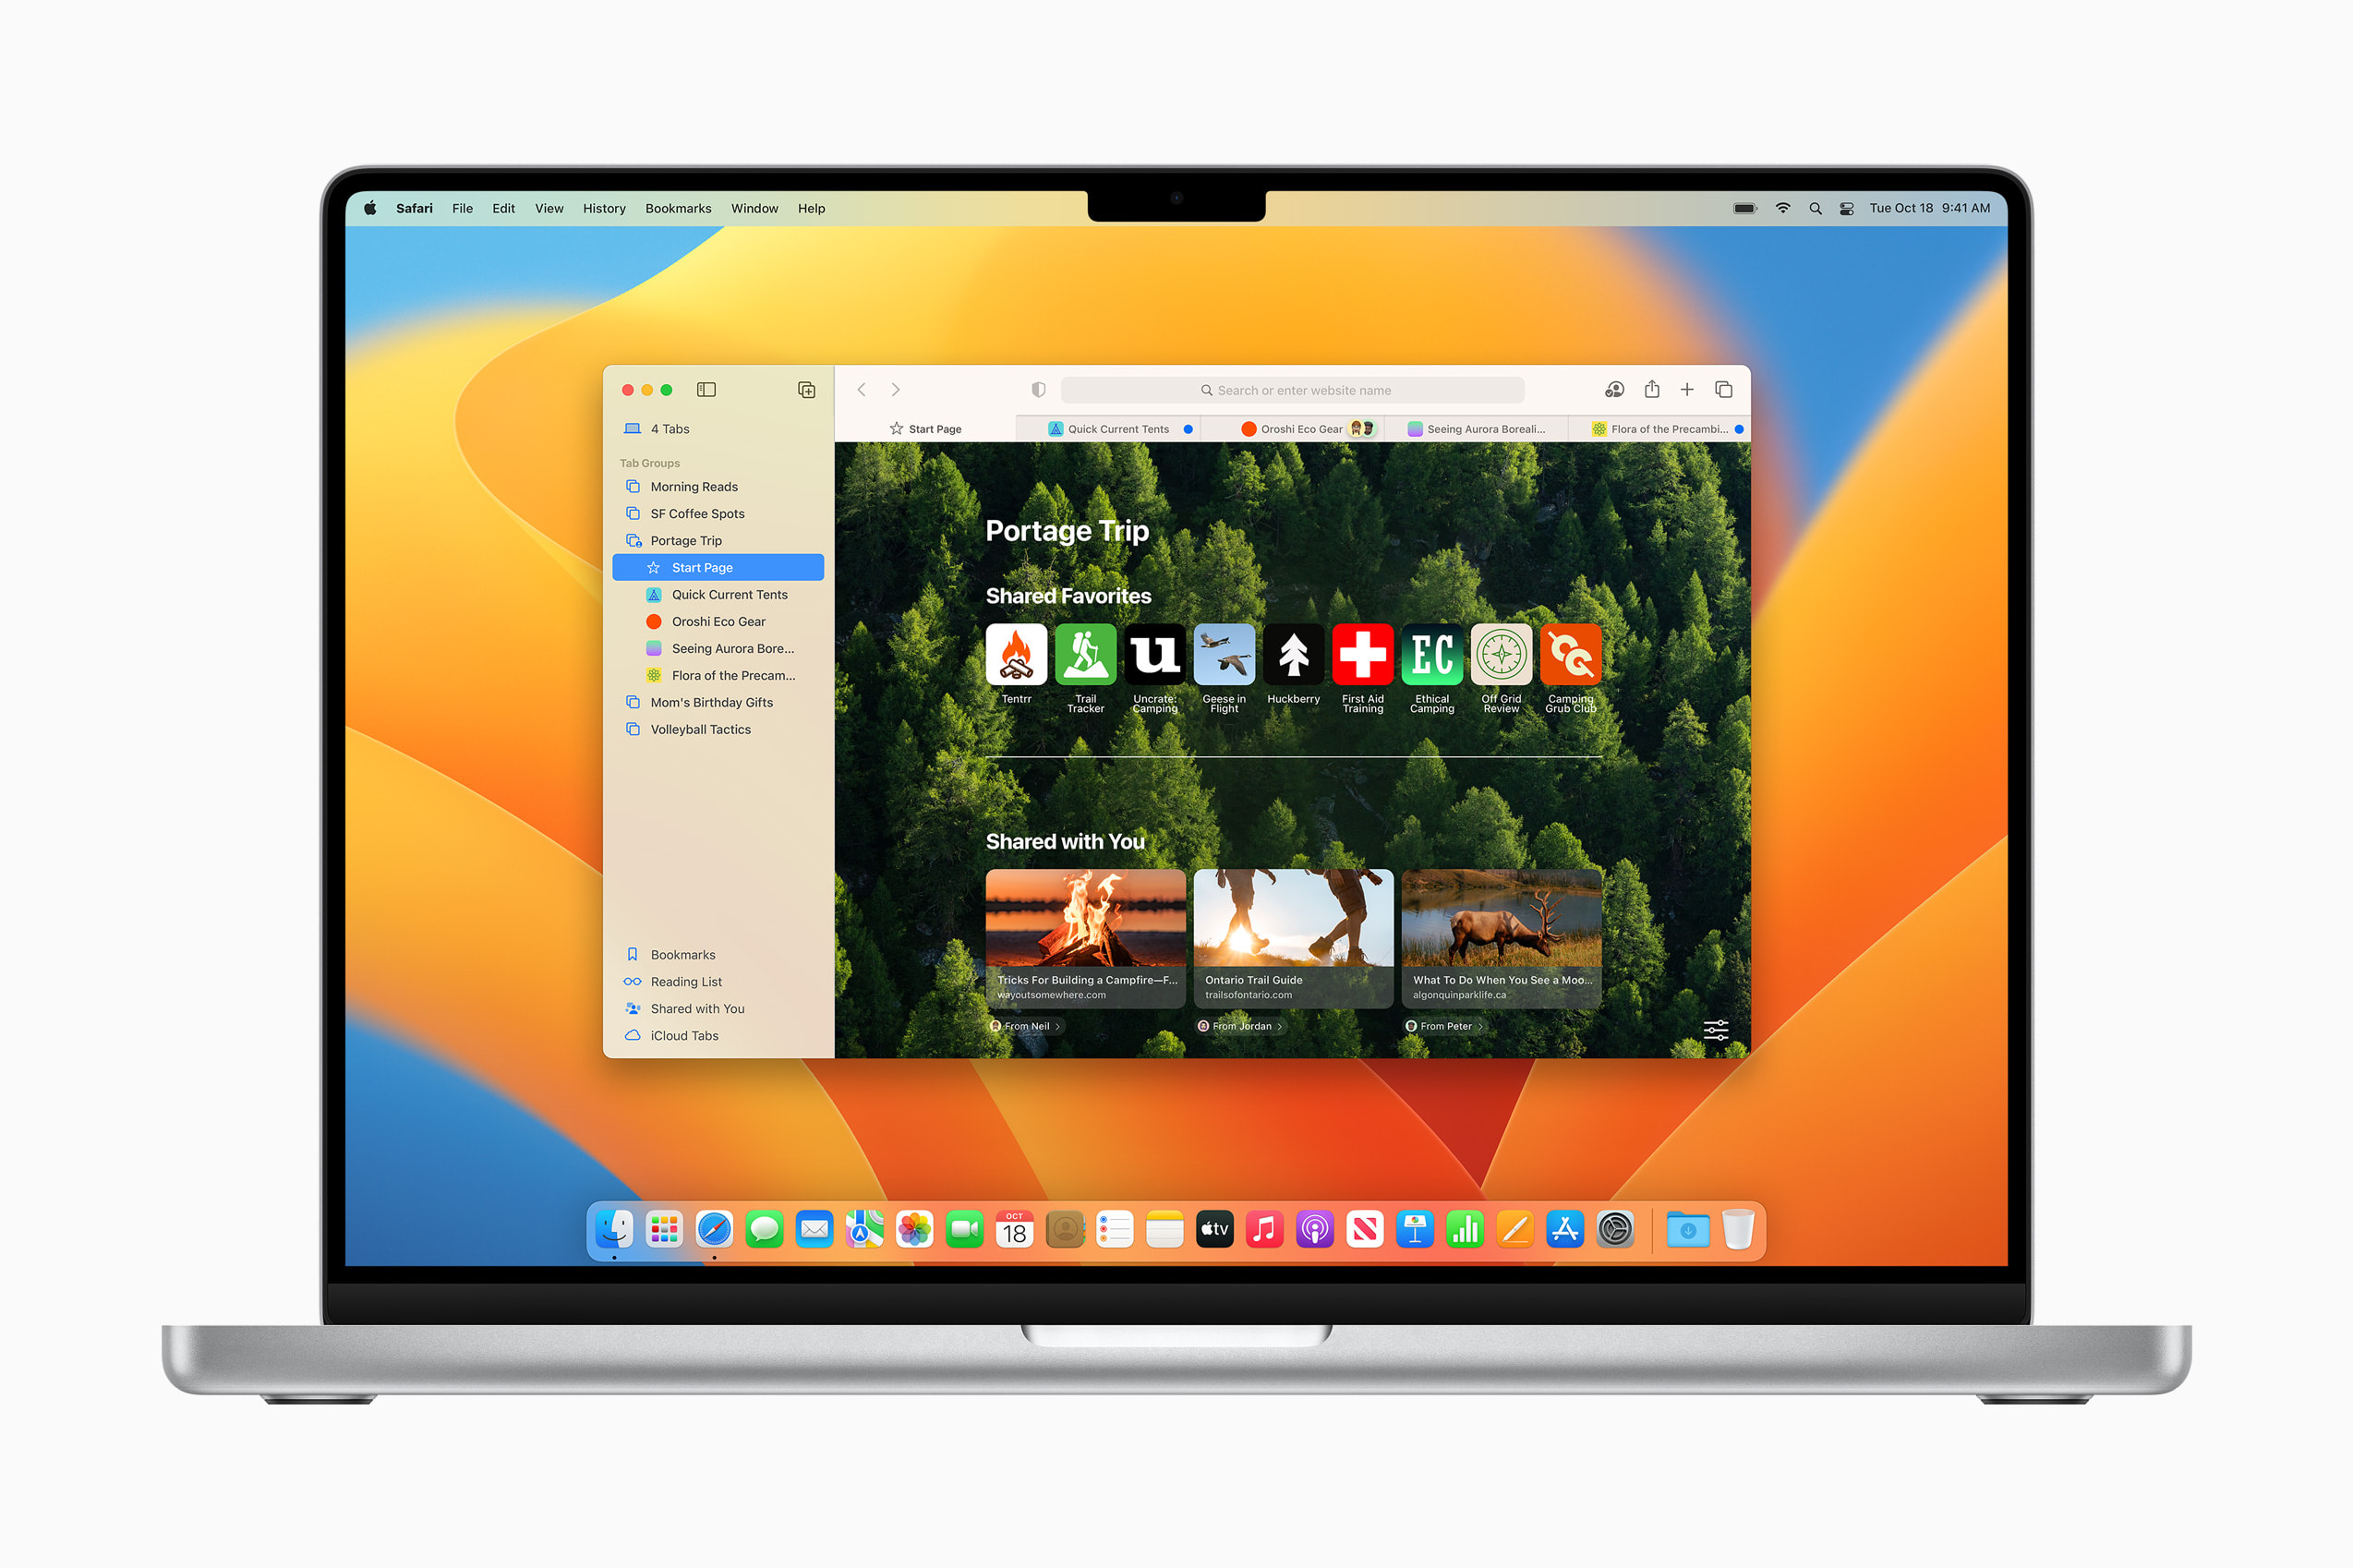 Safari File Edit View History Bookmarks Window Help
Tue Oct 18 9:41 AM
Search or enter website name
4 Tabs
Start Page
Quick Current Tents
Oroshi Eco Gear
Seeing Aurora Boreali...
Flora of the Precambi...
Tab Groups
Morning Reads
SF Coffee Spots
Portage Trip
Start Page
Quick Current Tents
Oroshi Eco Gear
Seeing Aurora Bore...
Flora of the Precam...
Mom's Birthday Gifts
Volleyball Tactics
Bookmarks
Reading List
Shared with You
iCloud Tabs
Portage Trip
Shared Favorites
u
EC
CG
Tentrr
Trail
Tracker
Uncrate:
Camping
Geese in
Flight
Huckberry
First Aid
Training
Ethical
Camping
Off Grid
Review
Camping
Grub Club
Shared with You
Tricks For Building a Campfire—F...
wayoutsomewhere.com
From Neil
Ontario Trail Guide
trailsofontario.com
From Jordan
What To Do When You See a Moo...
algonquinparklife.ca
From Peter
OCT
18
tv